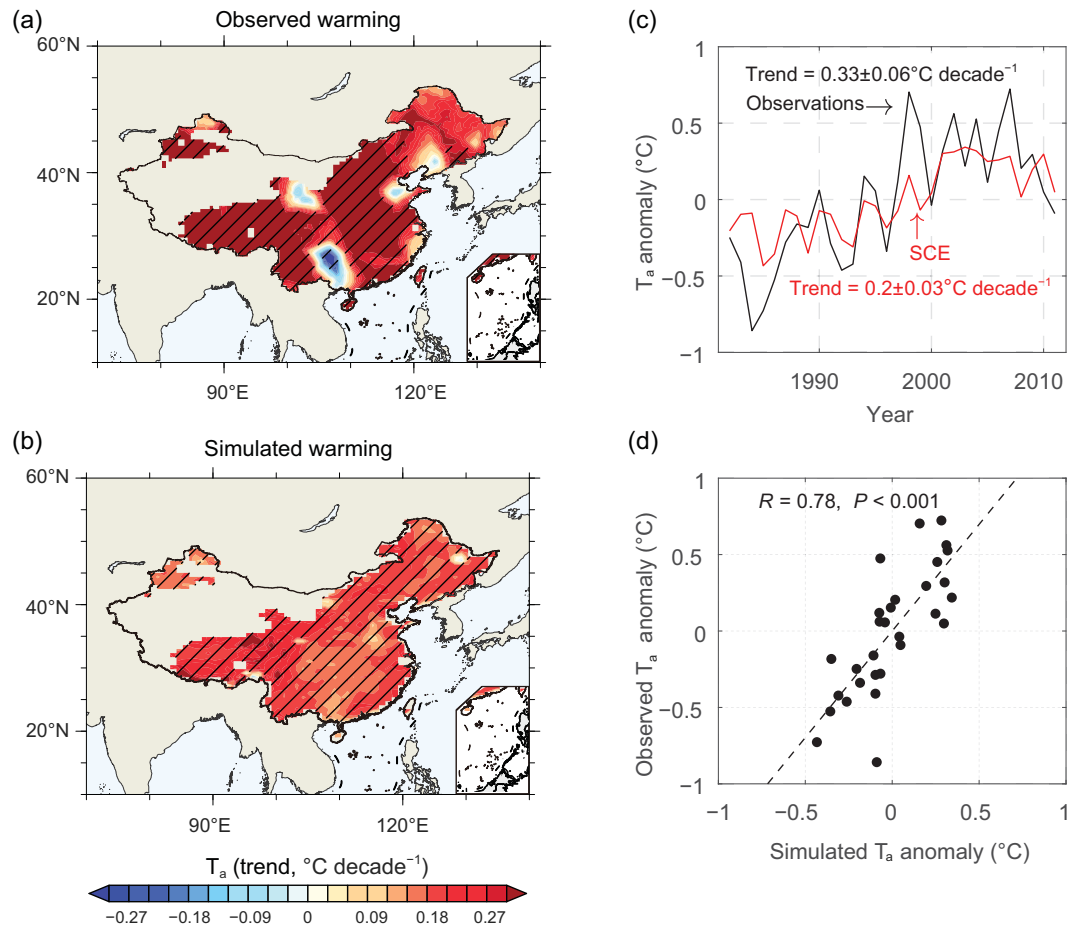 (a)
Observed warming
60°N
40°N
20°N
90°E
120°E
(b)
Simulated warming
60°N
40°N
20°N
90°E
120°E
Tₐ (trend, °C decade⁻¹)
−0.27 −0.18 −0.09 0 0.09 0.18 0.27
(c)
1
0.5
0
−0.5
−1
Tₐ anomaly (°C)
Trend = 0.33±0.06°C decade⁻¹
Observations
SCE
Trend = 0.2±0.03°C decade⁻¹
1990 2000 2010
Year
(d)
1
0.5
0
−0.5
−1
Observed Tₐ anomaly (°C)
R = 0.78, P < 0.001
−1 −0.5 0 0.5 1
Simulated Tₐ anomaly (°C)